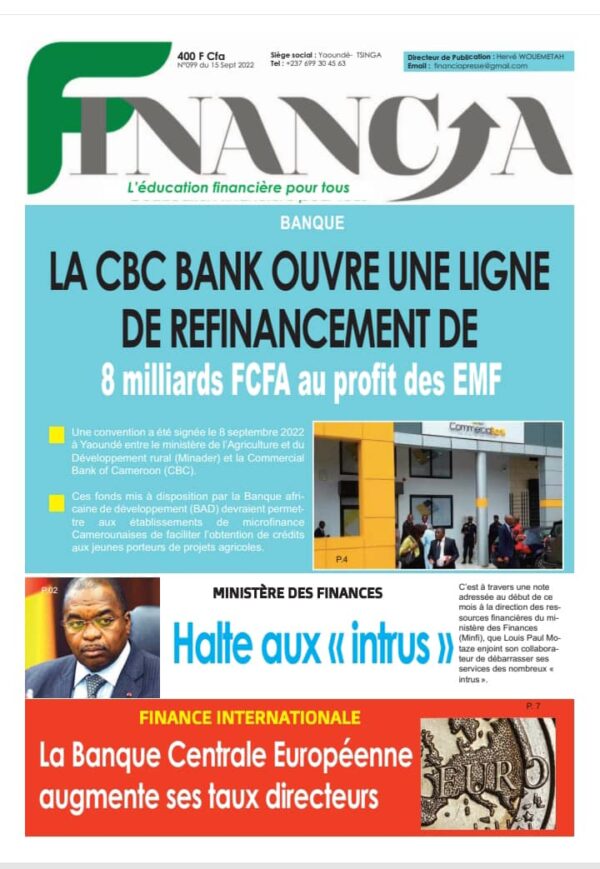 400 F Cfa
N°099 du 15 Sept 2022
Siège social : Yaoundé- TSINGA
Tel : +237 699 30 45 63
Directeur de Publication : Hervé WOUEMETAH
Email : financiapresse@gmail.com
FINANCIA
L'éducation financière pour tous
BANQUE
LA CBC BANK OUVRE UNE LIGNE
DE REFINANCEMENT DE
8 milliards FCFA au profit des EMF
Une convention a été signée le 8 septembre 2022
à Yaoundé entre le ministère de l'Agriculture et du
Développement rural (Minader) et la Commercial
Bank of Cameroon (CBC).
Ces fonds mis à disposition par la Banque afri-
caine de développement (BAD) devraient permet-
tre aux établissements de microfinance
Camerounaises de faciliter l'obtention de crédits
aux jeunes porteurs de projets agricoles.
P.4
P.02
MINISTÈRE DES FINANCES
Halte aux « intrus »
C'est à travers une note
adressée au début de ce
mois à la direction des res-
sources financières du mi-
nistère des Finances
(Minfi), que Louis Paul Mo-
taze enjoint son collabora-
teur de débarrasser ses
services des nombreux «
intrus ».
P. 7
FINANCE INTERNATIONALE
La Banque Centrale Européenne
augmente ses taux directeurs
EURO